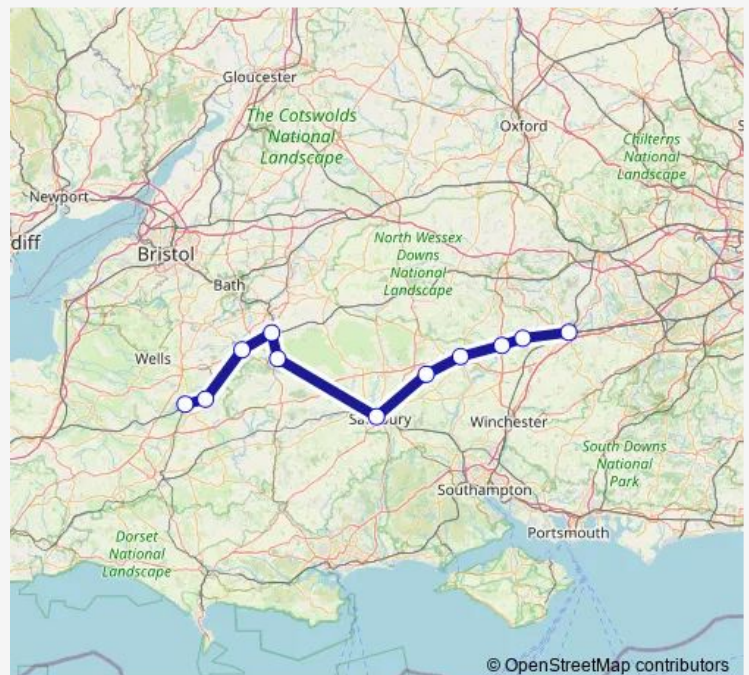 Gloucester
The Cotswolds
National
Landscape
Oxford
Chilterns
National
Landscape
Newport
diff
Bristol
North Wessex
Downs
National
Landscape
Bath
Wells
Winchester
South Downs
National
Park
Southampton
Portsmouth
Dorset
National
Landscape
© OpenStreetMap contributors